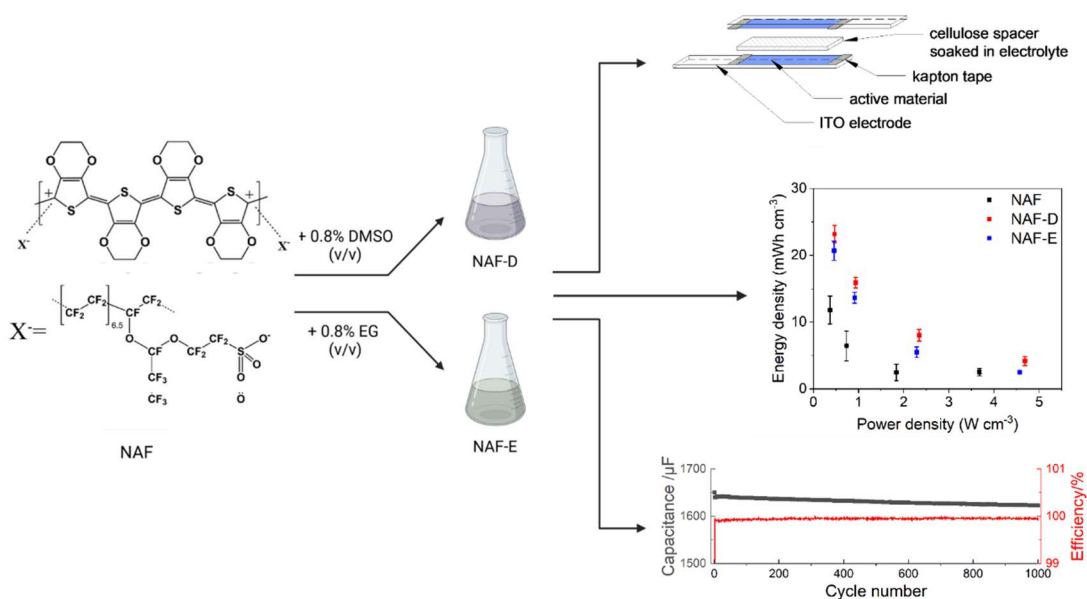 cellulose spacer
soaked in electrolyte
kapton tape
active material
ITO electrode
O O O O
S S
+ +
S S
O O O O
X- X-
+ 0.8% DMSO
(v/v)
NAF-D
X-=
CF2 CF2 CF2 CF2
6.5 CF
O O CF2 O-
CF CF2 S O
CF3 O
CF3 Ö
NAF
+ 0.8% EG
(v/v)
NAF-E
Energy density (mWh cm-3)
30
20
10
0
NAF
NAF-D
NAF-E
0 1 2 3 4 5
Power density (W cm-3)
Capacitance /µF
1700
1600
1500
101
100
99
Efficiency/%
0 200 400 600 800 1000
Cycle number